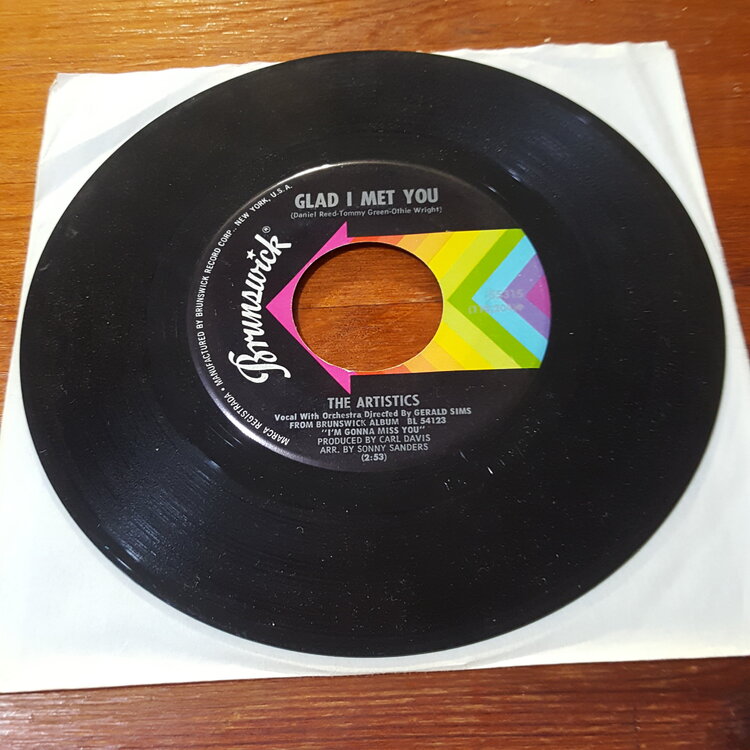 GLAD I MET YOU
(Daniel Reed-Tommy Green-Othie Wright)
Brunswick®
MARCA REGISTRADA • MANUFACTURED BY BRUNSWICK RECORD CORP., NEW YORK, U.S.A.
THE ARTISTICS
Vocal With Orchestra Directed By GERALD SIMS
FROM BRUNSWICK ALBUM BL 54123
"I'M GONNA MISS YOU"
PRODUCED BY CARL DAVIS
ARR. BY SONNY SANDERS
(2:53)